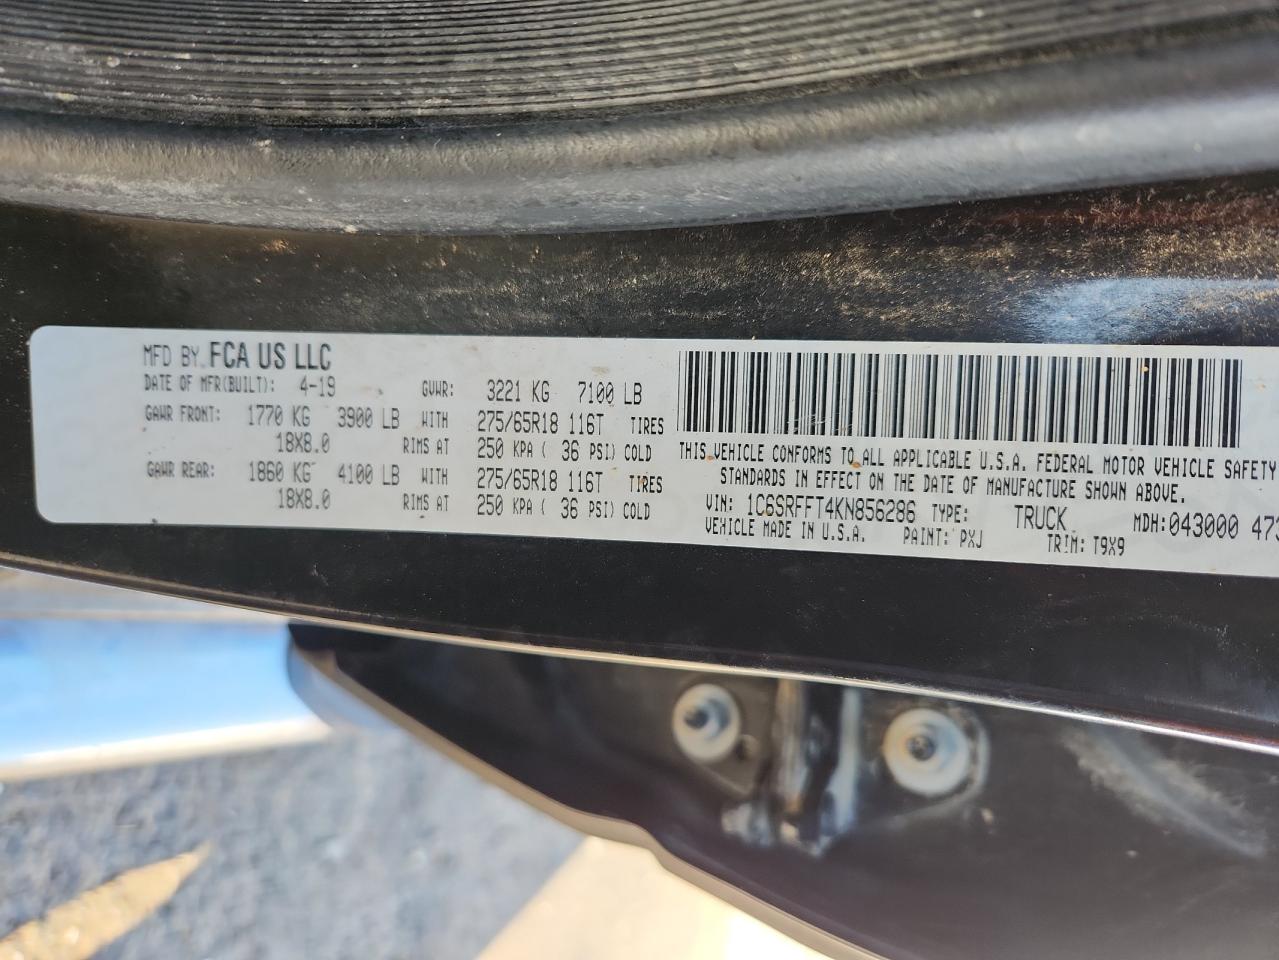 MFD BY FCA US LLC
DATE OF MFR(BUILT): 4-19 GVWR: 3221 KG 7100 LB
GAWR FRONT: 1770 KG 3900 LB WITH 275/65R18 116T TIRES
18X8.0 RIMS AT 250 KPA ( 36 PSI) COLD
GAWR REAR: 1860 KG 4100 LB WITH 275/65R18 116T TIRES
18X8.0 RIMS AT 250 KPA ( 36 PSI) COLD
THIS VEHICLE CONFORMS TO ALL APPLICABLE U.S.A. FEDERAL MOTOR VEHICLE SAFETY
STANDARDS IN EFFECT ON THE DATE OF MANUFACTURE SHOWN ABOVE.
VIN: 1C6SRFFT4KN856286 TYPE: TRUCK MDH: 043000 47
VEHICLE MADE IN U.S.A. PAINT: PXJ TRIM: T9X9